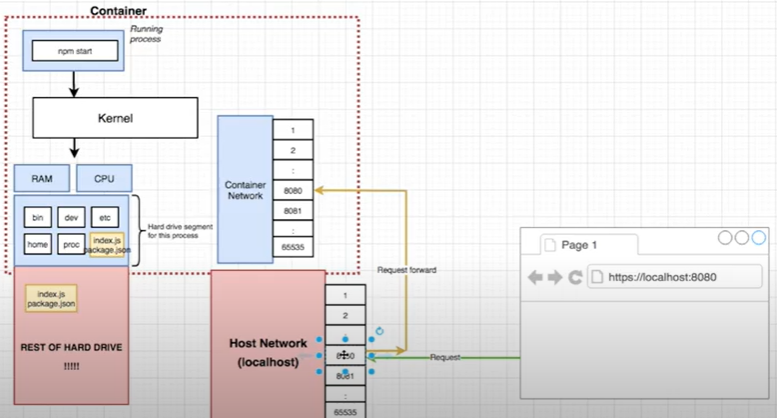 Container
Running
process
npm start
Kernel
RAM
CPU
bin
dev
etc
home
proc
index.js
package.json
Hard drive segment
for this process
Container
Network
1
2
:
8080
8081
:
65535
Request forward
index.js
package.json
REST OF HARD DRIVE
!!!!!
Host Network
(localhost)
1
2
8081
:
65535
Request
Page 1
https://localhost:8080